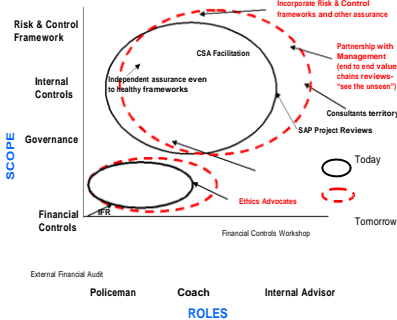 Incorporate Risk & Control
frameworks and other assurance
Risk & Control
Framework
Partnership with
Management
(end to end value
chains reviews-
“see the unseen”)
CSA Facilitation
Independent assurance even
to healthy frameworks
Internal
Controls
Consultants territory
SAP Project Reviews
Governance
SCOPE
Today
Ethics Advocates
IFR
Financial
Controls
Tomorrow
Financial Controls Workshop
External Financial Audit
Policeman
Coach
Internal Advisor
ROLES